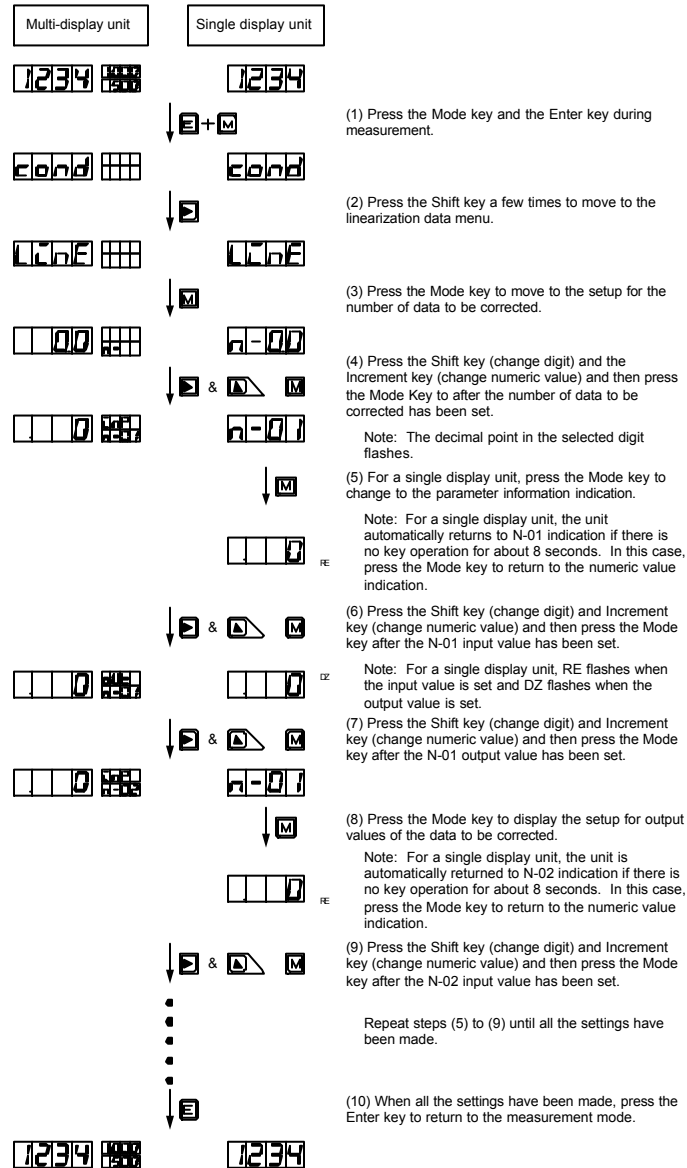 Multi-display unit Single display unit
1234 1234
E + M
(1) Press the Mode key and the Enter key during
measurement.
cond cond
(2) Press the Shift key a few times to move to the
linearization data menu.
LinE LinE
M
(3) Press the Mode key to move to the setup for the
number of data to be corrected.
00 n- n-00
(4) Press the Shift key (change digit) and the
Increment key (change numeric value) and then press
the Mode Key to after the number of data to be
corrected has been set.
& M
0 n-01 n-01
Note: The decimal point in the selected digit
flashes.
M
(5) For a single display unit, press the Mode key to
change to the parameter information indication.
Note: For a single display unit, the unit
automatically returns to N-01 indication if there is
no key operation for about 8 seconds. In this case,
press the Mode key to return to the numeric value
indication.
0 RE
& M
(6) Press the Shift key (change digit) and Increment
key (change numeric value) and then press the Mode
key after the N-01 input value has been set.
0 n-01 0 DZ
Note: For a single display unit, RE flashes when
the input value is set and DZ flashes when the
output value is set.
& M
(7) Press the Shift key (change digit) and Increment
key (change numeric value) and then press the Mode
key after the N-01 output value has been set.
0 n-02 n-01
M
(8) Press the Mode key to display the setup for output
values of the data to be corrected.
Note: For a single display unit, the unit is
automatically returned to N-02 indication if there is
no key operation for about 8 seconds. In this case,
press the Mode key to return to the numeric value
indication.
0 RE
& M
(9) Press the Shift key (change digit) and Increment
key (change numeric value) and then press the Mode
key after the N-02 input value has been set.
Repeat steps (5) to (9) until all the settings have
been made.
E
(10) When all the settings have been made, press the
Enter key to return to the measurement mode.
1234 1234